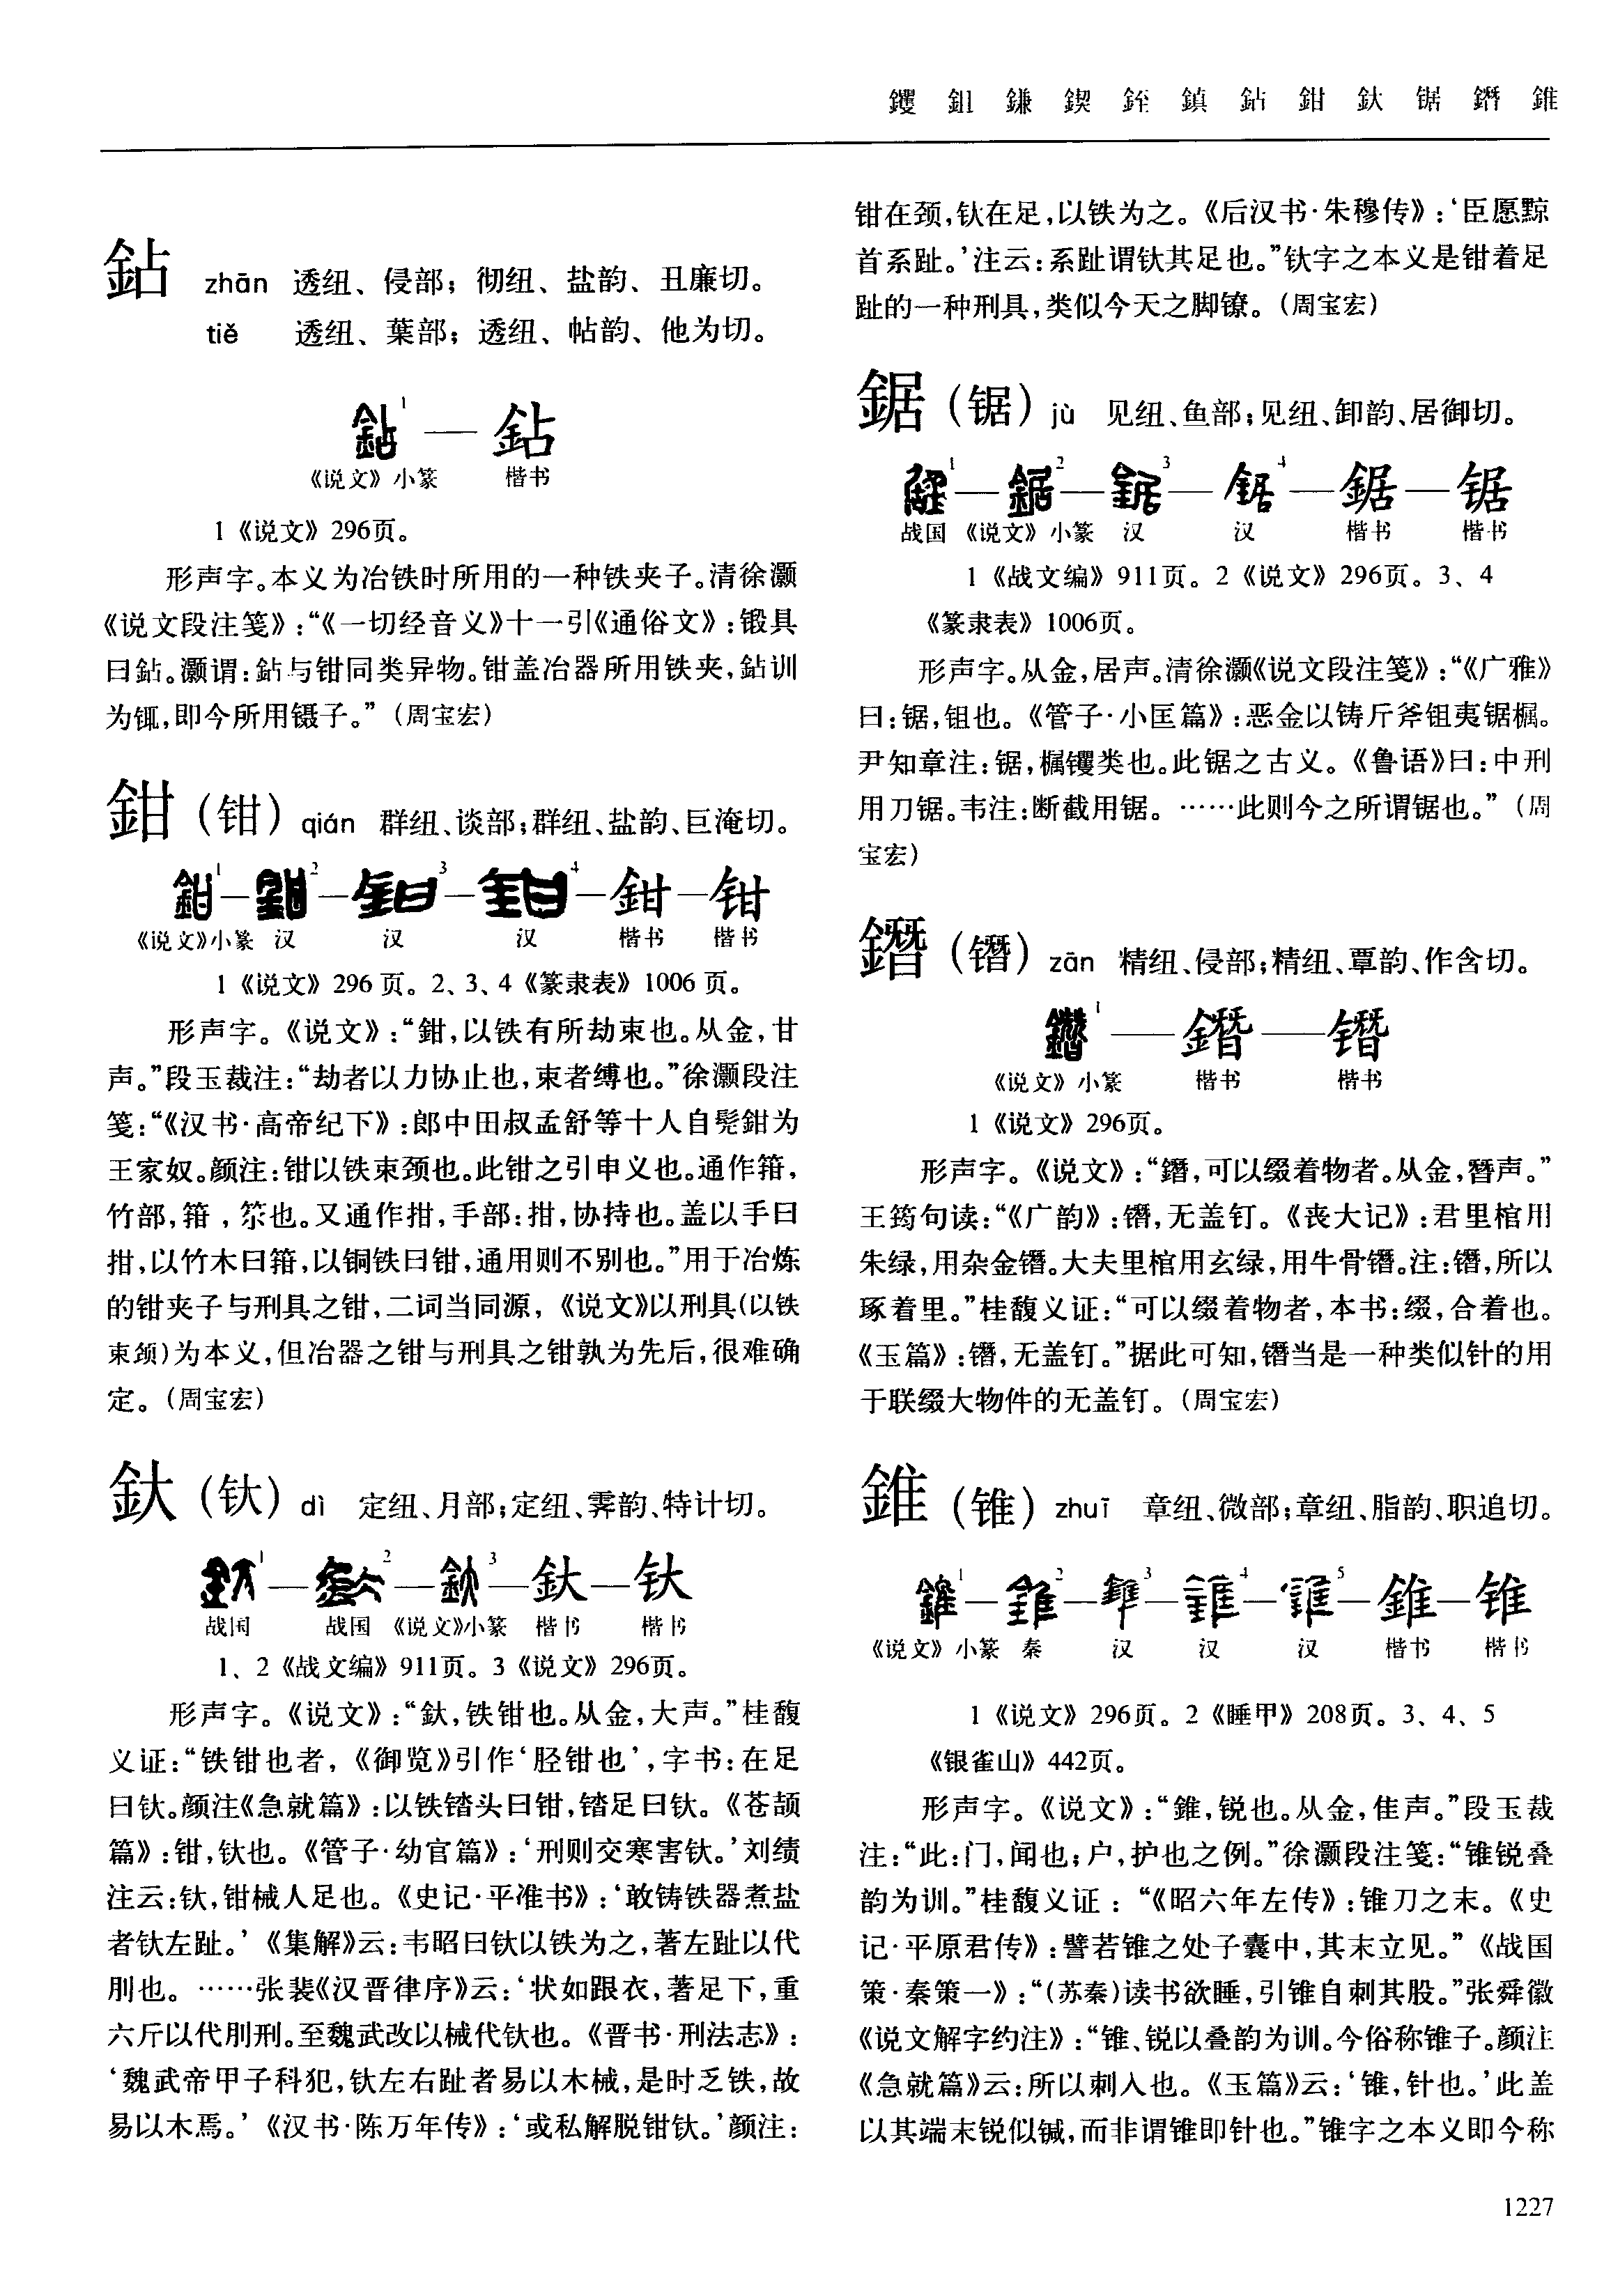 钁 鉏 鎌 鍥 銍 鎮 鉆 鉗 釱 锯 鐕 錐
鉆 zhān 透纽、侵部；彻纽、盐韵、丑廉切。
tiě 透纽、葉部；透纽、帖韵、他为切。
鉆1—鉆
《说文》小篆 楷书
1《说文》296页。
形声字。本义为冶铁时所用的一种铁夹子。清徐灏
《说文段注笺》：“《一切经音义》十一引《通俗文》：锻具
曰鉆。灏谓：鉆与钳同类异物。钳盖冶器所用铁夹，鉆训
为鉔，即今所用镊子。”（周宝宏）
鉗（钳）qián 群纽、谈部；群纽、盐韵、巨淹切。
鉗1—鉗2—鉗3—鉗4—鉗—钳
《说文》小篆 汉 汉 汉 楷书 楷书
1《说文》296页。2、3、4《篆隶表》1006页。
形声字。《说文》：“鉗，以铁有所劫束也。从金，甘
声。”段玉裁注：“劫者以力协止也，束者缚也。”徐灏段注
笺：“《汉书·高帝纪下》：郎中田叔孟舒等十人自髡鉗为
王家奴。颜注：钳以铁束颈也。此钳之引申义也。通作箝，
竹部，箝，籋也。又通作拑，手部：拑，协持也。盖以手曰
拑，以竹木曰箝，以铜铁曰钳，通用则不别也。”用于冶炼
的钳夹子与刑具之钳，二词当同源，《说文》以刑具（以铁
束颈）为本义，但冶器之钳与刑具之钳孰为先后，很难确
定。（周宝宏）
釱（钛）dì 定纽、月部；定纽、霁韵、特计切。
釱1—釱2—釱3—釱—钛
战国 战国 《说文》小篆 楷书 楷书
1、2《战文编》911页。3《说文》296页。
形声字。《说文》：“釱，铁钳也。从金，大声。”桂馥
义证：“铁钳也者，《御览》引作‘胫钳也’，字书：在足
曰钛。颜注《急就篇》：以铁锴头曰钳，锴足曰钛。《苍颉
篇》：钳，钛也。《管子·幼官篇》：‘刑则交寒害钛。’刘绩
注云：钛，钳械人足也。《史记·平准书》：‘敢铸铁器煮盐
者钛左趾。’《集解》云：韦昭曰钛以铁为之，著左趾以代
刖也。……张裴《汉晋律序》云：‘状如跟衣，著足下，重
六斤以代刖刑。至魏武改以械代钛也。《晋书·刑法志》：
‘魏武帝甲子科犯，钛左右趾者易以木械，是时乏铁，故
易以木焉。’《汉书·陈万年传》：‘或私解脱钳钛。’颜注：
钳在颈，钛在足，以铁为之。《后汉书·朱穆传》：‘臣愿黥
首系趾。’注云：系趾谓钛其足也。”钛字之本义是钳着足
趾的一种刑具，类似今天之脚镣。（周宝宏）
鋸（锯）jù 见纽、鱼部；见纽、卸韵、居御切。
鋸1—鋸2—鋸3—鋸4—鋸—锯
战国 《说文》小篆 汉 汉 楷书 楷书
1《战文编》911页。2《说文》296页。3、4
《篆隶表》1006页。
形声字。从金，居声。清徐灏《说文段注笺》：“《广雅》
曰：锯，钼也。《管子·小匡篇》：恶金以铸斤斧钼夷锯欘。
尹知章注：锯，欘镬类也。此锯之古义。《鲁语》曰：中刑
用刀锯。韦注：断截用锯。……此则今之所谓锯也。”（周
宝宏）
鐕（镨）zān 精纽、侵部；精纽、覃韵、作含切。
鐕1—鐕—镨
《说文》小篆 楷书 楷书
1《说文》296页。
形声字。《说文》：“鐕，可以缀着物者。从金，朁声。”
王筠句读：“《广韵》：鐕，无盖钉。《丧大记》：君里棺用
朱绿，用杂金鐕。大夫里棺用玄绿，用牛骨鐕。注：鐕，所以
琢着里。”桂馥义证：“可以缀着物者，本书：缀，合着也。
《玉篇》：鐕，无盖钉。”据此可知，鐕当是一种类似针的用
于联缀大物件的无盖钉。（周宝宏）
錐（锥）zhuī 章纽、微部；章纽、脂韵、职追切。
錐1—錐2—錐3—錐4—錐5—錐—锥
《说文》小篆 秦 汉 汉 汉 楷书 楷书
1《说文》296页。2《睡甲》208页。3、4、5
《银雀山》442页。
形声字。《说文》：“錐，锐也。从金，隹声。”段玉裁
注：“此：门，闻也；户，护也之例。”徐灏段注笺：“锥锐叠
韵为训。”桂馥义证：“《昭六年左传》：锥刀之末。《史
记·平原君传》：譬若锥之处子囊中，其末立见。”《战国
策·秦策一》：“（苏秦）读书欲睡，引锥自刺其股。”张舜徽
《说文解字约注》：“锥、锐以叠韵为训。今俗称锥子。颜注
《急就篇》云：所以刺入也。《玉篇》云：‘锥，针也。’此盖
以其端末锐似鍼，而非谓锥即针也。”锥字之本义即今称
1227